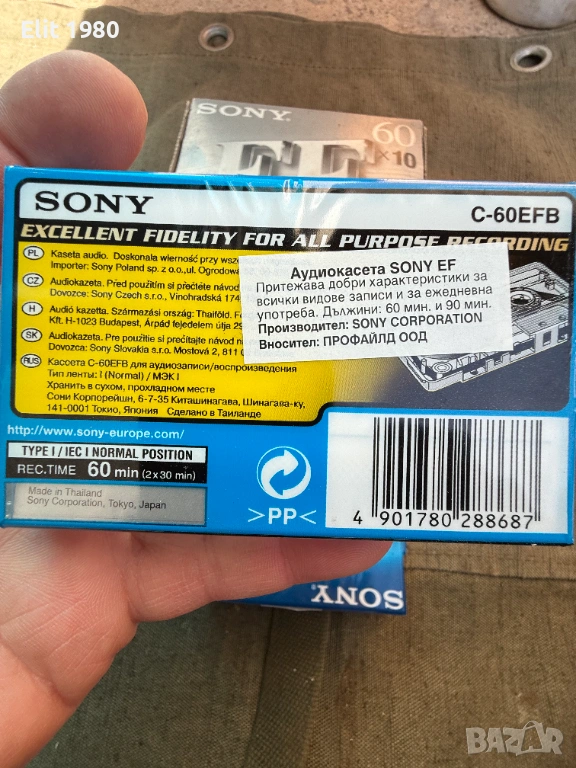 Elit 1980
SONY
60
x10
SONY
C-60EFB
EXCELLENT FIDELITY FOR ALL PURPOSE RECORDING
PL Kaseta audio. Doskonała wierność przy
Importer: Sony Poland sp. z o.o., ul. Ogrodowa
CZ Audiokazeta. Před použitím si přečtěte návod
Dovozce: Sony Czech s.r.o., Vinohradská 174
H Audió kazetta. Származási ország: Thaiföld.
Kft. H-1023 Budapest, Árpád fejedelem útja
SK Audiokazeta. Pre použitie si prečítajte návod
Dovozce: Sony Slovakia s.r.o. Mostová 2, 811
RUS Кассета C-60EFB для аудиозаписи/воспроизведения
Тип ленты: I (Normal) / МЭК I
Хранить в сухом, прохладном месте
Сони Корпорейшн, 6-7-35 Киташинагава, Шинагава-ку,
141-0001 Токио, Япония Сделано в Таиланде
Аудиокасета SONY EF
Притежава добри характеристики за
всички видове записи и за ежедневна
употреба. Дължини: 60 мин. и 90 мин.
Производител: SONY CORPORATION
Вносител: ПРОФАЙЛД ООД
http://www.sony-europe.com/
TYPE I / IEC I NORMAL POSITION
REC.TIME 60 min (2 x 30 min)
Made in Thailand
Sony Corporation, Tokyo, Japan
>PP<
4 901780 288687
SONY
BAZAR